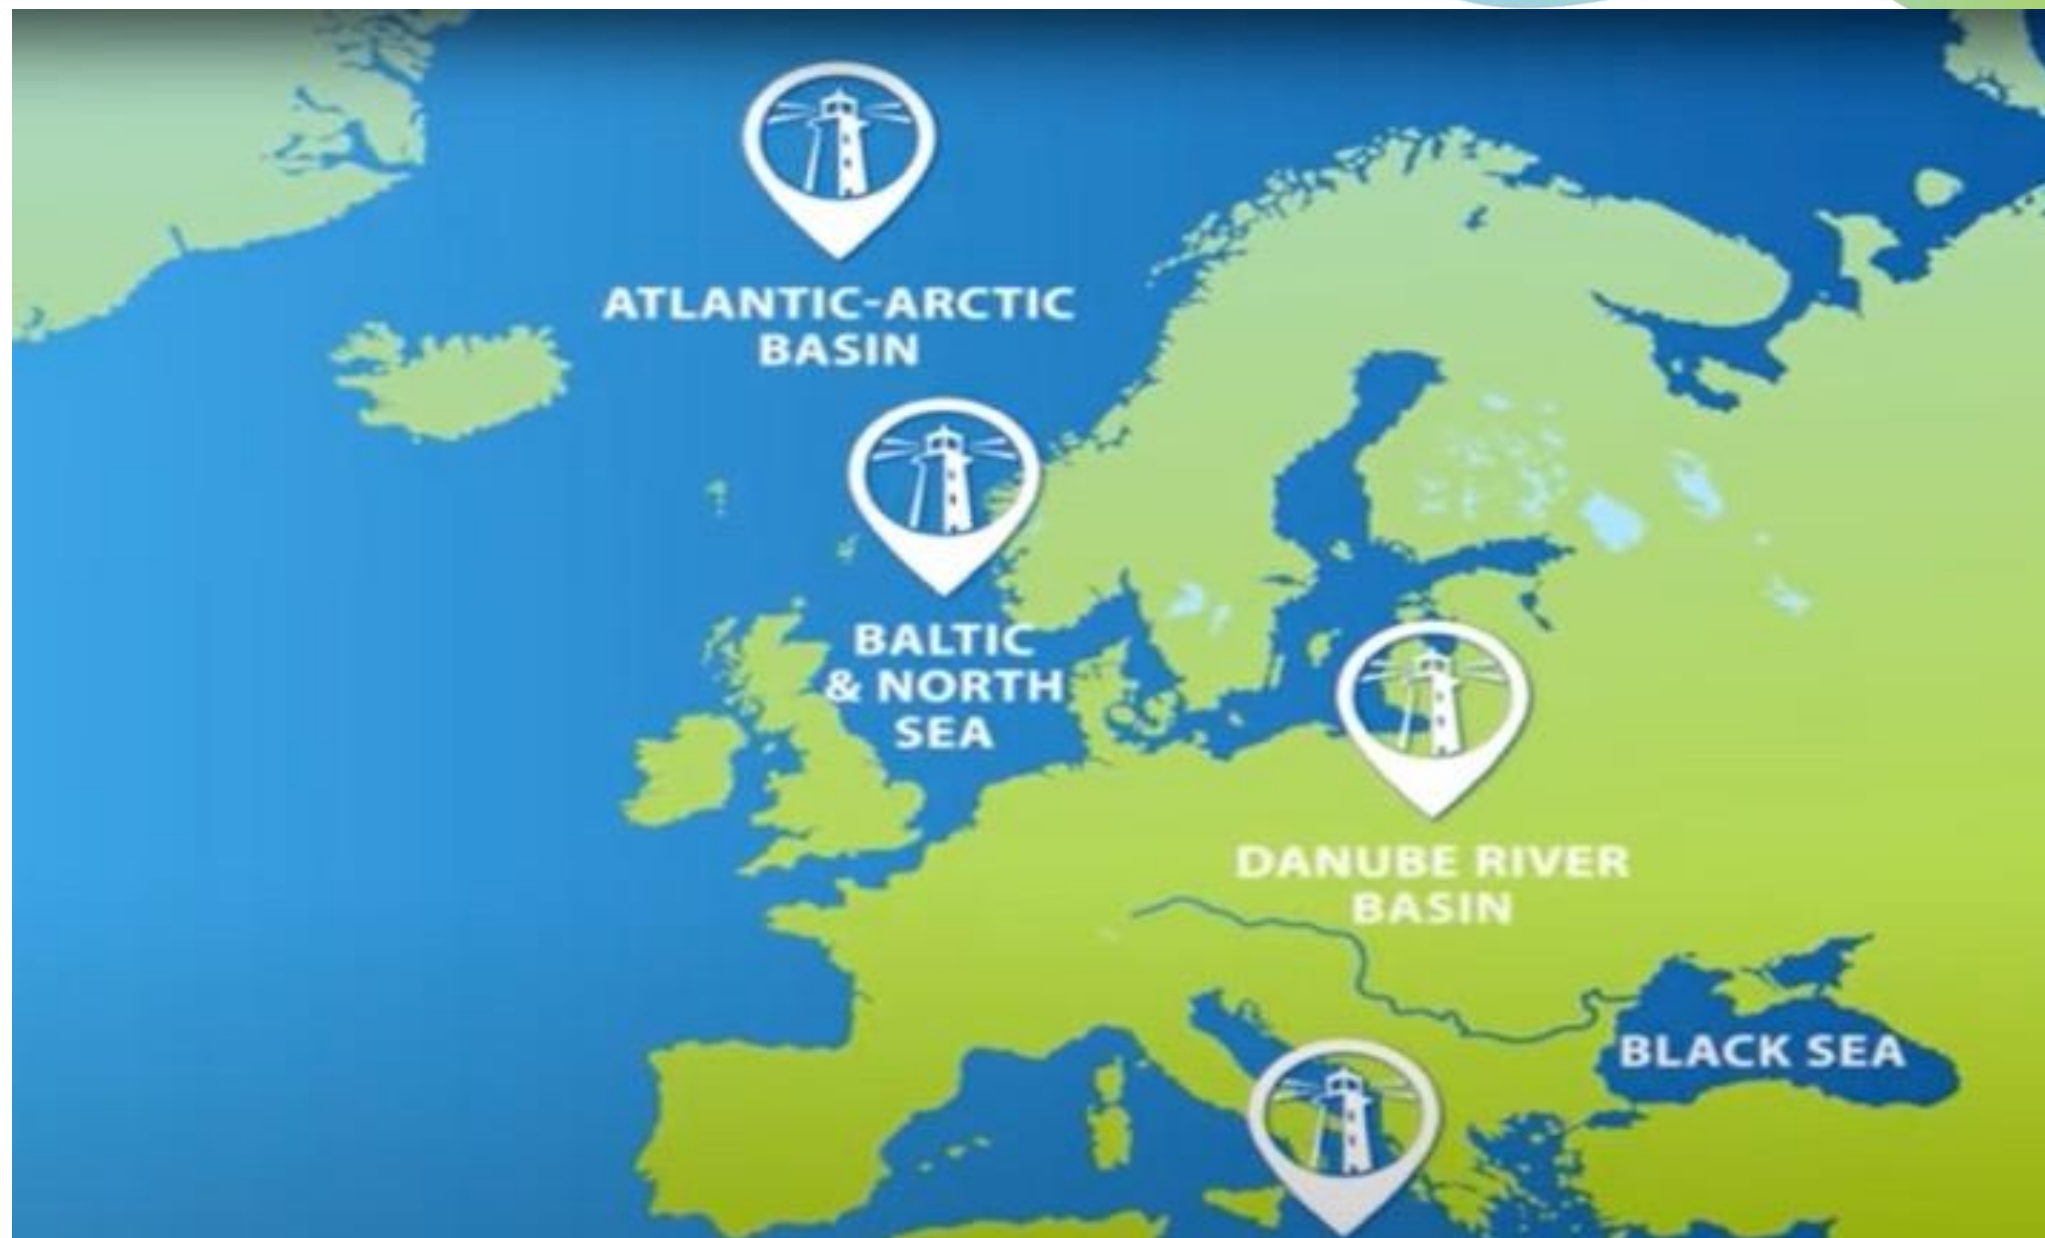 ATLANTIC-ARCTIC
BASIN
BALTIC
& NORTH
SEA
DANUBE RIVER
BASIN
BLACK SEA